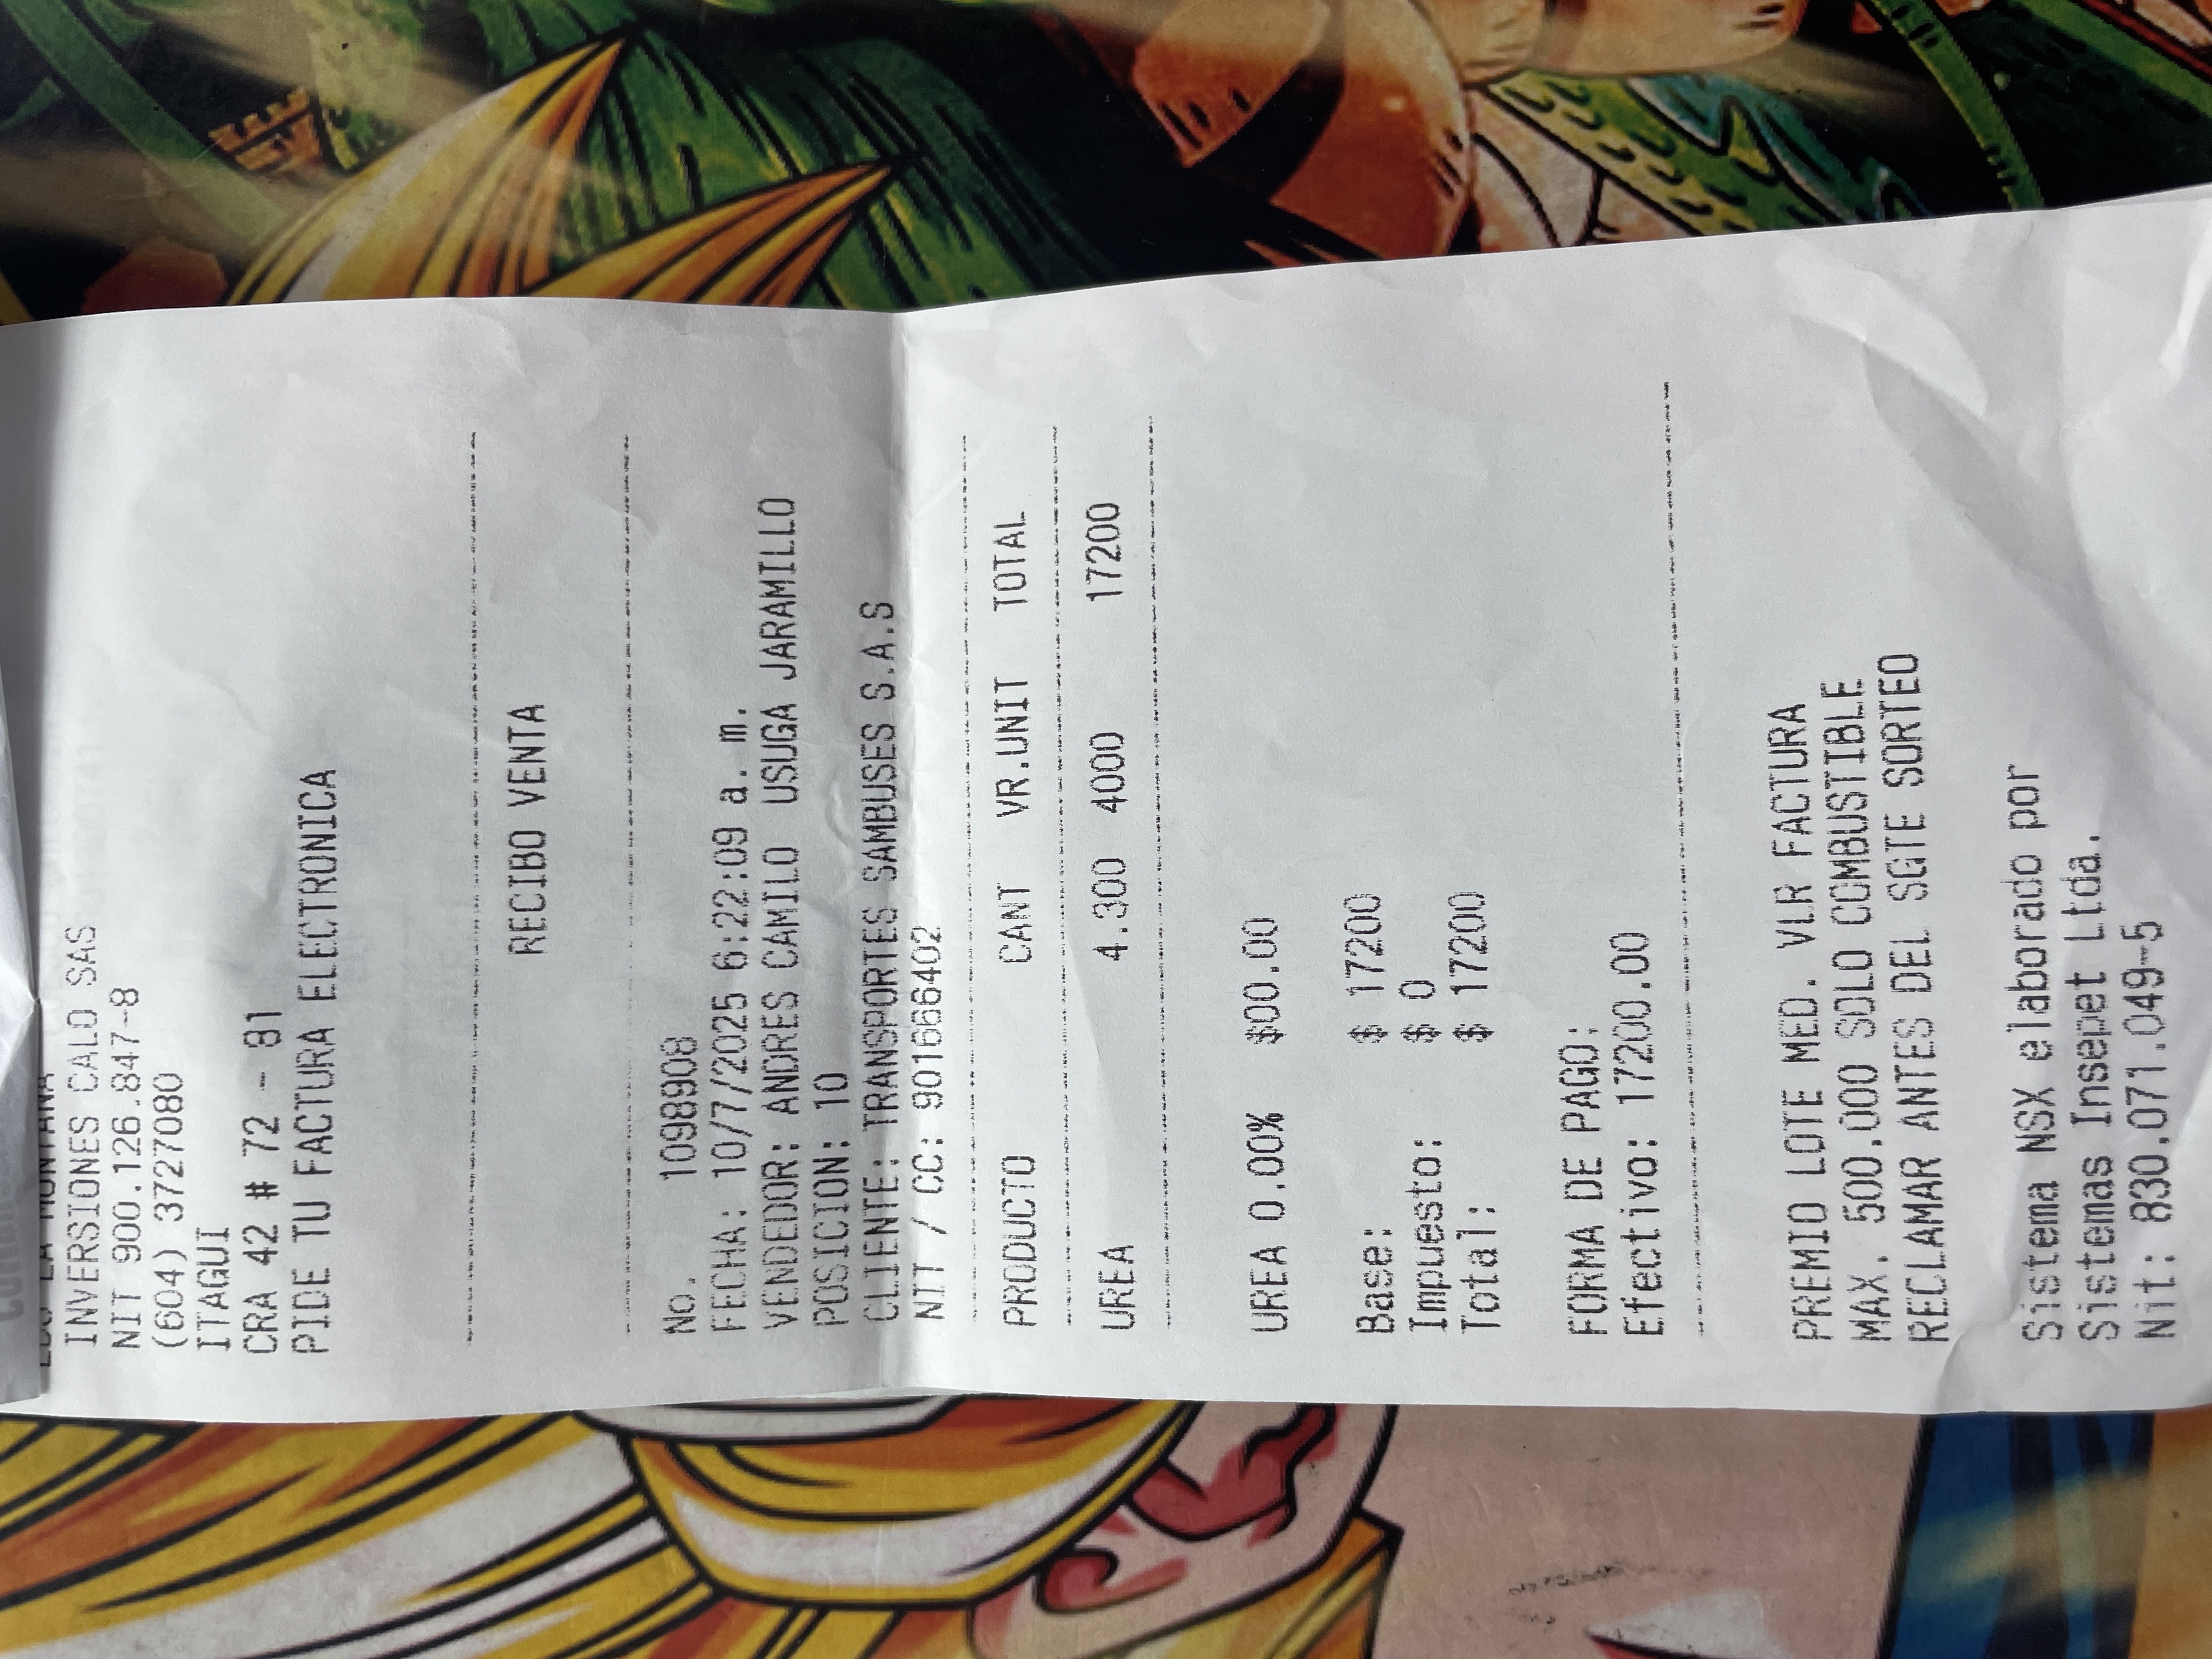 EDS LA MONTANA
INVERSIONES CALO SAS
NIT 900.126.847-8
(604) 3727080
ITAGUI
CRA 42 # 72 - 81
PIDE TU FACTURA ELECTRONICA
RECIBO VENTA
No. 1098908
FECHA: 10/7/2025 6:22:09 a. m.
VENDEDOR: ANDRES CAMILO USUGA JARAMILLO
POSICION: 10
CLIENTE: TRANSPORTES SAMBUSES S.A.S
NIT / CC: 901666402
PRODUCTO CANT VR.UNIT TOTAL
UREA 4.300 4000 17200
UREA 0.00% $00.00
Base: $ 17200
Impuesto: $ 0
Total: $ 17200
FORMA DE PAGO:
Efectivo: 17200.00
PREMIO LOTE MED. VLR FACTURA
MAX. 500.000 SOLO COMBUSTIBLE
RECLAMAR ANTES DEL SGTE SORTEO
Sistema NSX elaborado por
Sistemas Insepet Ltda.
Nit: 830.071.049-5